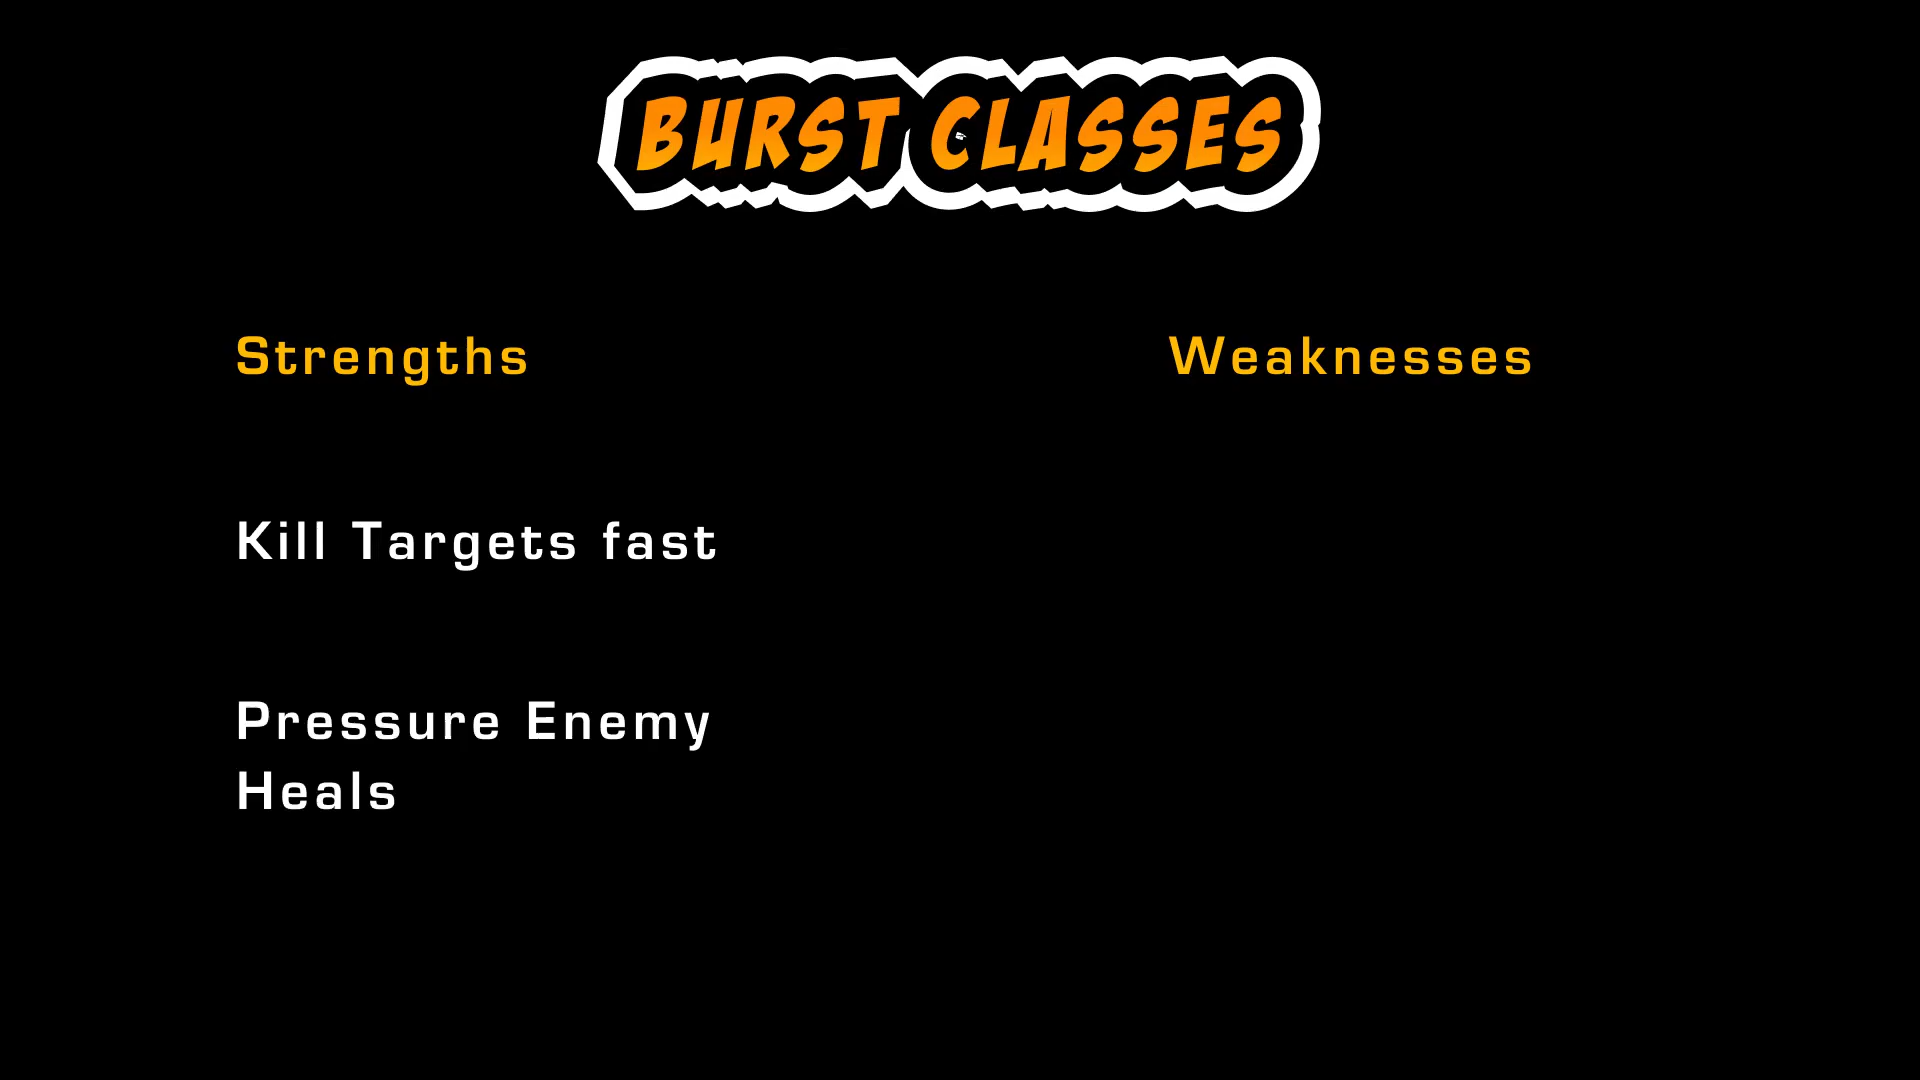 BURST CLASSES
Strengths
Weaknesses
Kill Targets fast
Pressure Enemy
Heals